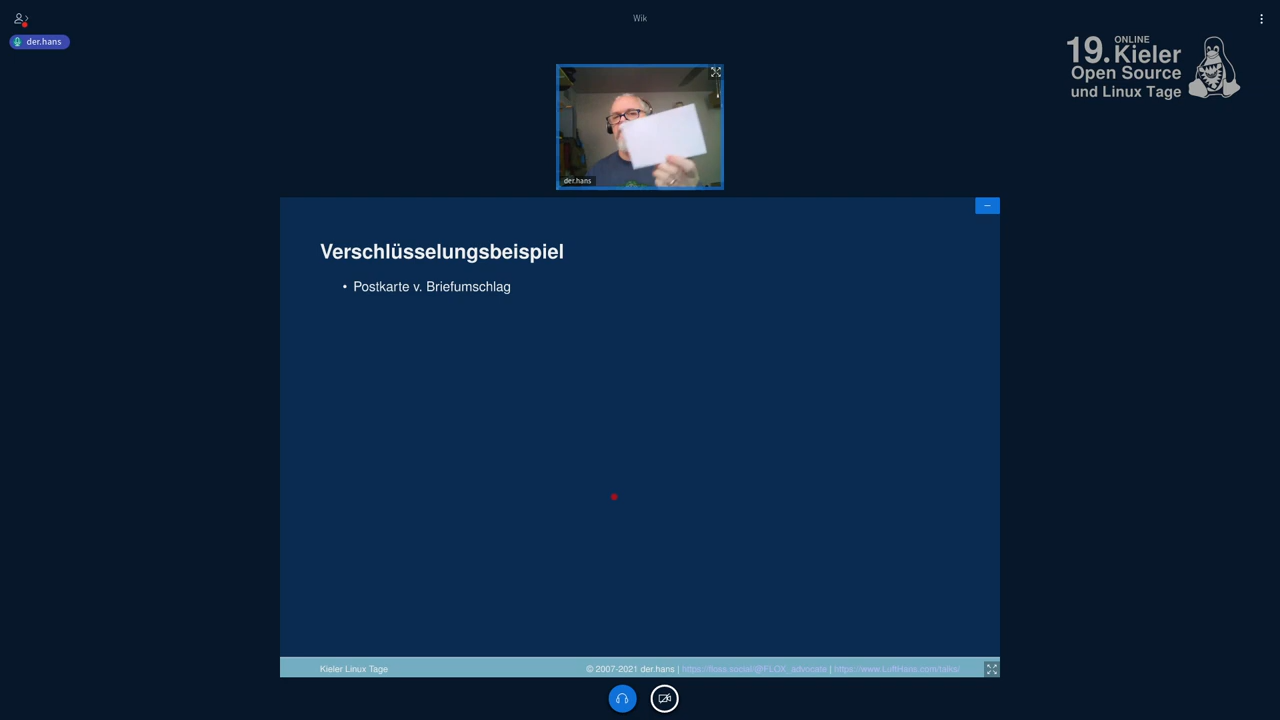 Wik
der.hans
19. ONLINE
Kieler
Open Source
und Linux Tage
der.hans
Verschlüsselungsbeispiel
• Postkarte v. Briefumschlag
Kieler Linux Tage
© 2007-2021 der.hans | https://floss.social/@FLOX_advocate | https://www.LuftHans.com/talks/